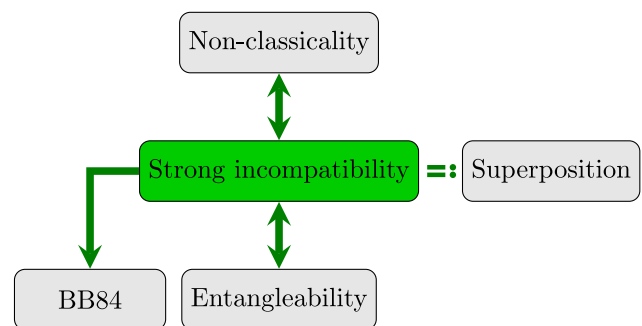 Non-classicality
Strong incompatibility
Superposition
BB84
Entangleability